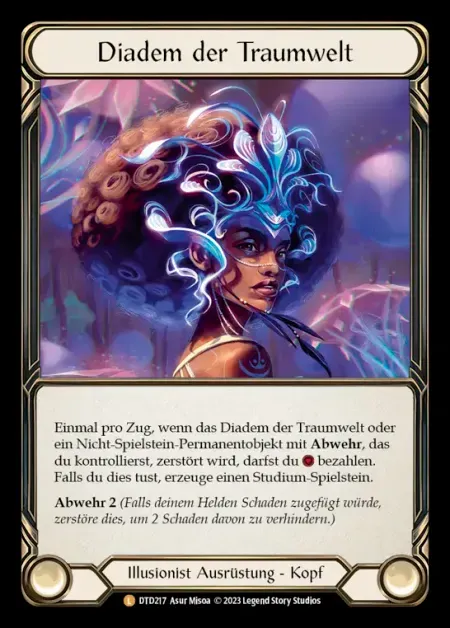 Diadem der Traumwelt
Einmal pro Zug, wenn das Diadem der Traumwelt oder
ein Nicht-Spielstein-Permanentobjekt mit Abwehr, das
du kontrollierst, zerstört wird, darfst du bezahlen.
Falls du dies tust, erzeuge einen Studium-Spielstein.
Abwehr 2 (Falls deinem Helden Schaden zugefügt würde,
zerstöre dies, um 2 Schaden davon zu verhindern.)
Illusionist Ausrüstung - Kopf
L DTD217 Asur Misoa © 2023 Legend Story Studios